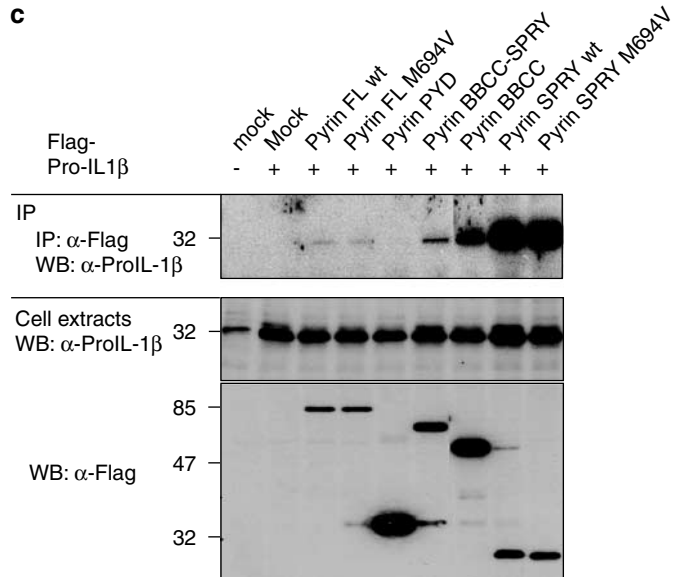 c
mock
Mock
Pyrin FL wt
Pyrin FL M694V
Pyrin PYD
Pyrin BBCC-SPRY
Pyrin BBCC
Pyrin SPRY wt
Pyrin SPRY M694V
Flag-
Pro-IL1β
- + + + + + + + +
IP
IP: α-Flag
WB: α-ProIL-1β
32
Cell extracts
WB: α-ProIL-1β
32
WB: α-Flag
85
47
32